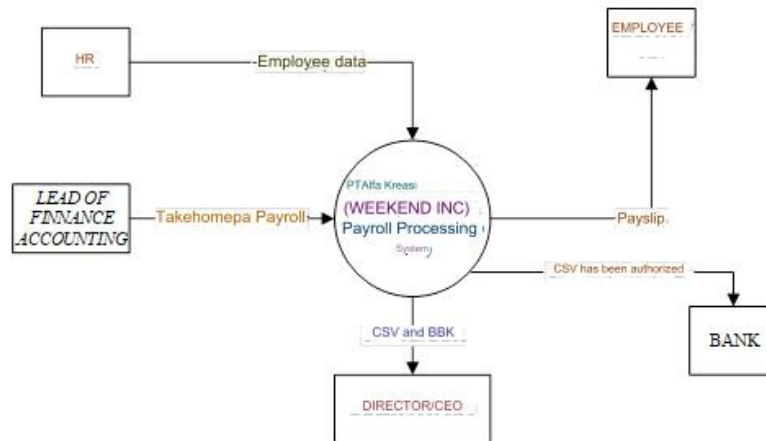 HR
Employee data
EMPLOYEE
PTAlfa Kreasi
(WEEKEND INC)
Payroll Processing
System
LEAD OF
FINNANCE
ACCOUNTING
Takehomepa Payroll
Payslip
CSV has been authorized
CSV and BBK
BANK
DIRECTOR/CEO